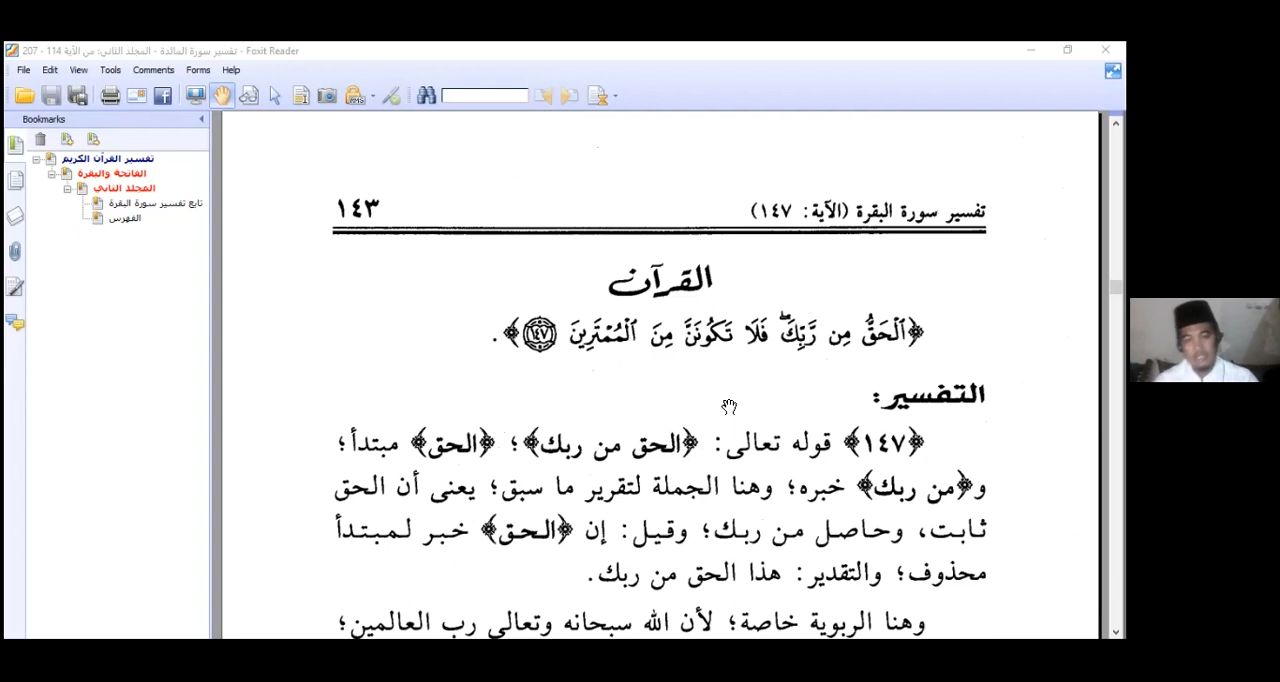 تفسير سورة المائدة - المجلد الثاني: من الآية 114 - 207 - Foxit Reader
File Edit View Tools Comments Forms Help
Bookmarks
تفسير القرآن الكريم
الفاتحة والبقرة
المجلد الثاني
تابع تفسير سورة البقرة
الفهرس
تفسير سورة البقرة (الآية: ١٤٧) ١٤٣
القرآن
﴿ٱلۡحَقُّ مِن رَّبِّكَۖ فَلَا تَكُونَنَّ مِنَ ٱلۡمُمۡتَرِينَ ١٤٧﴾ .
التفسير:
﴿١٤٧﴾ قوله تعالى: ﴿الحق من ربك﴾؛ ﴿الحق﴾ مبتدأ؛
و﴿من ربك﴾ خبره؛ وهنا الجملة لتقرير ما سبق؛ يعنى أن الحق
ثابت، وحاصل من ربك؛ وقيل: إن ﴿الحق﴾ خبر لمبتدأ
محذوف؛ والتقدير: هذا الحق من ربك.
وهنا الربوية خاصة؛ لأن الله سبحانه وتعالى رب العالمين؛